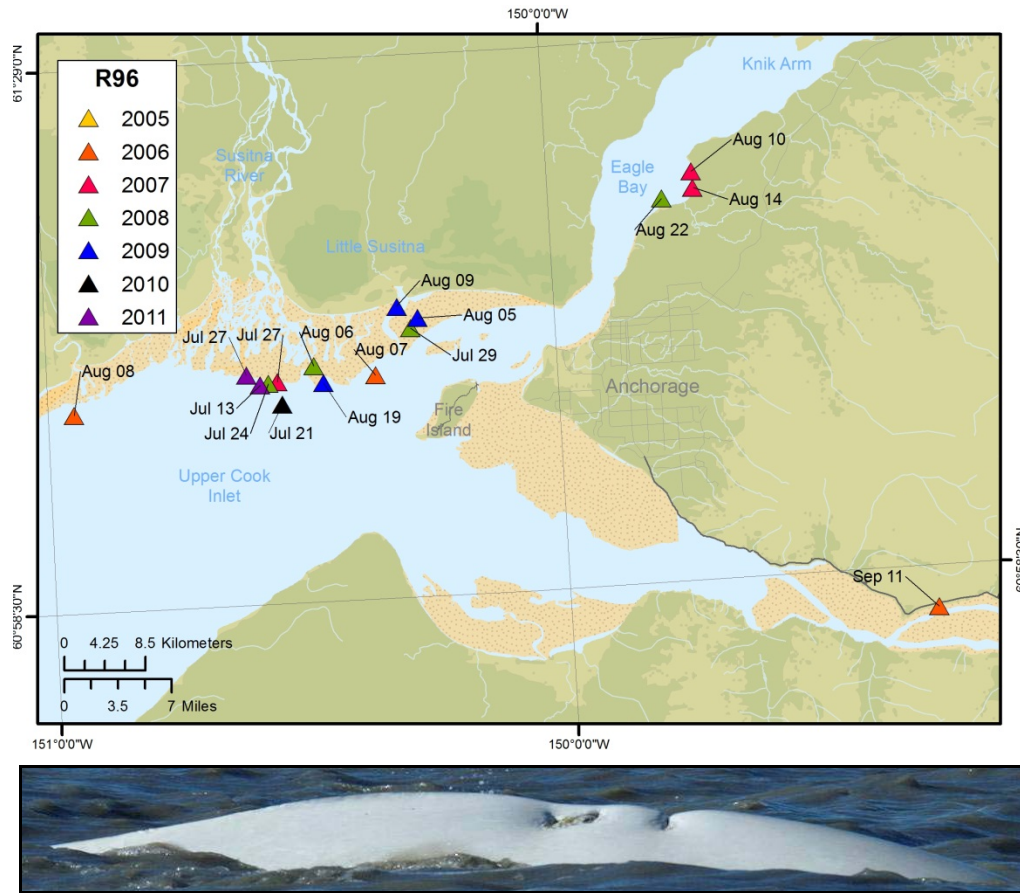 150°0'0"W
61°29'0"N
R96
2005
2006
2007
2008
2009
2010
2011
Knik Arm
Susitna
River
Eagle
Bay
Aug 10
Aug 14
Aug 22
Little Susitna
Aug 09
Aug 05
Jul 27
Jul 27
Aug 06
Jul 29
Aug 07
Aug 08
Jul 13
Jul 24
Jul 21
Aug 19
Fire
Island
Anchorage
Upper Cook
Inlet
Sep 11
60°58'30"N
60°58'30"N
0 4.25 8.5 Kilometers
0 3.5 7 Miles
151°0'0"W
150°0'0"W